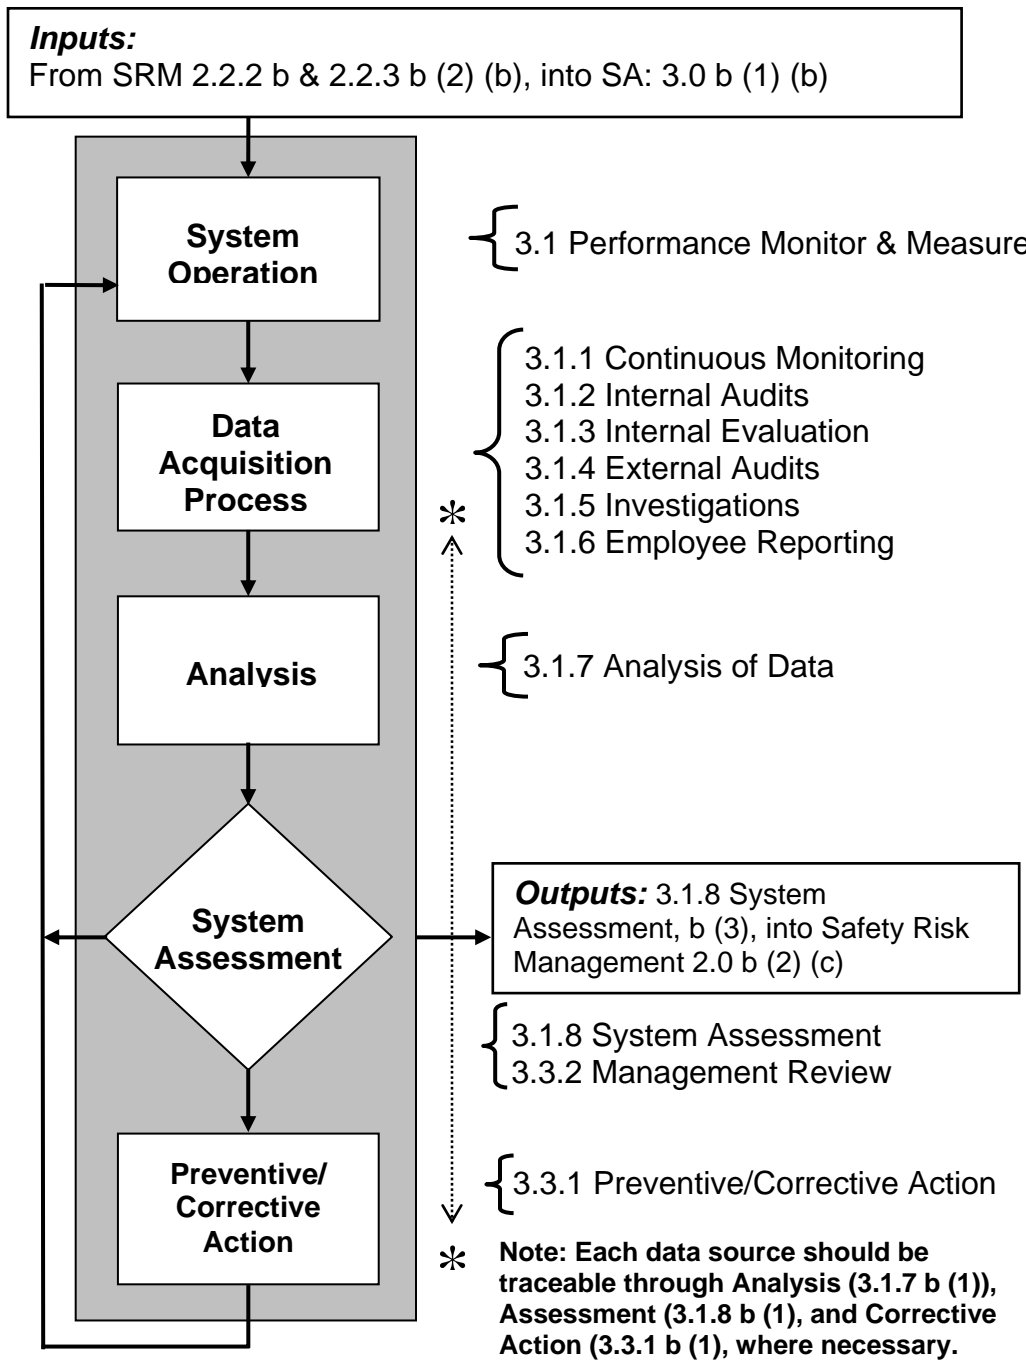 Inputs:
From SRM 2.2.2 b & 2.2.3 b (2) (b), into SA: 3.0 b (1) (b)
System
Operation
3.1 Performance Monitor & Measure
Data
Acquisition
Process
3.1.1 Continuous Monitoring
3.1.2 Internal Audits
3.1.3 Internal Evaluation
3.1.4 External Audits
3.1.5 Investigations
3.1.6 Employee Reporting
*
Analysis
3.1.7 Analysis of Data
System
Assessment
Outputs: 3.1.8 System
Assessment, b (3), into Safety Risk
Management 2.0 b (2) (c)
3.1.8 System Assessment
3.3.2 Management Review
Preventive/
Corrective
Action
3.3.1 Preventive/Corrective Action
*
Note: Each data source should be
traceable through Analysis (3.1.7 b (1)),
Assessment (3.1.8 b (1), and Corrective
Action (3.3.1 b (1), where necessary.